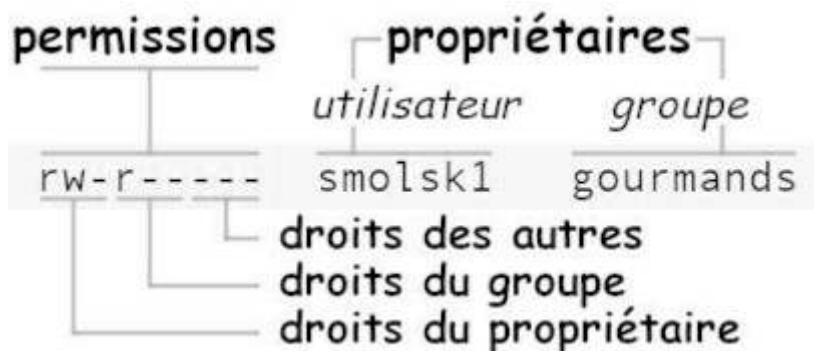 permissions propriétaires
utilisateur groupe
rw-r----- smolsk1 gourmands
droits des autres
droits du groupe
droits du propriétaire